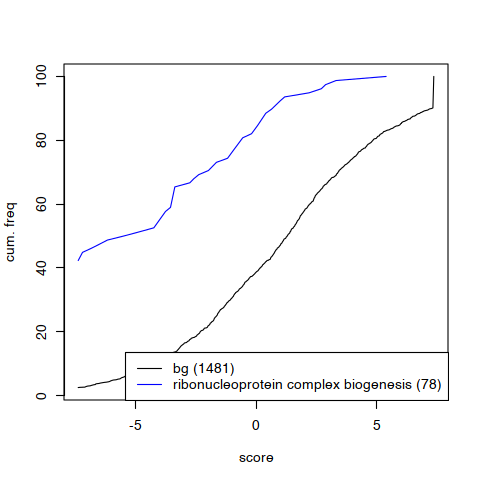 100
80
60
40
20
0
cum. freq
bg (1481)
ribonucleoprotein complex biogenesis (78)
-5
0
5
score